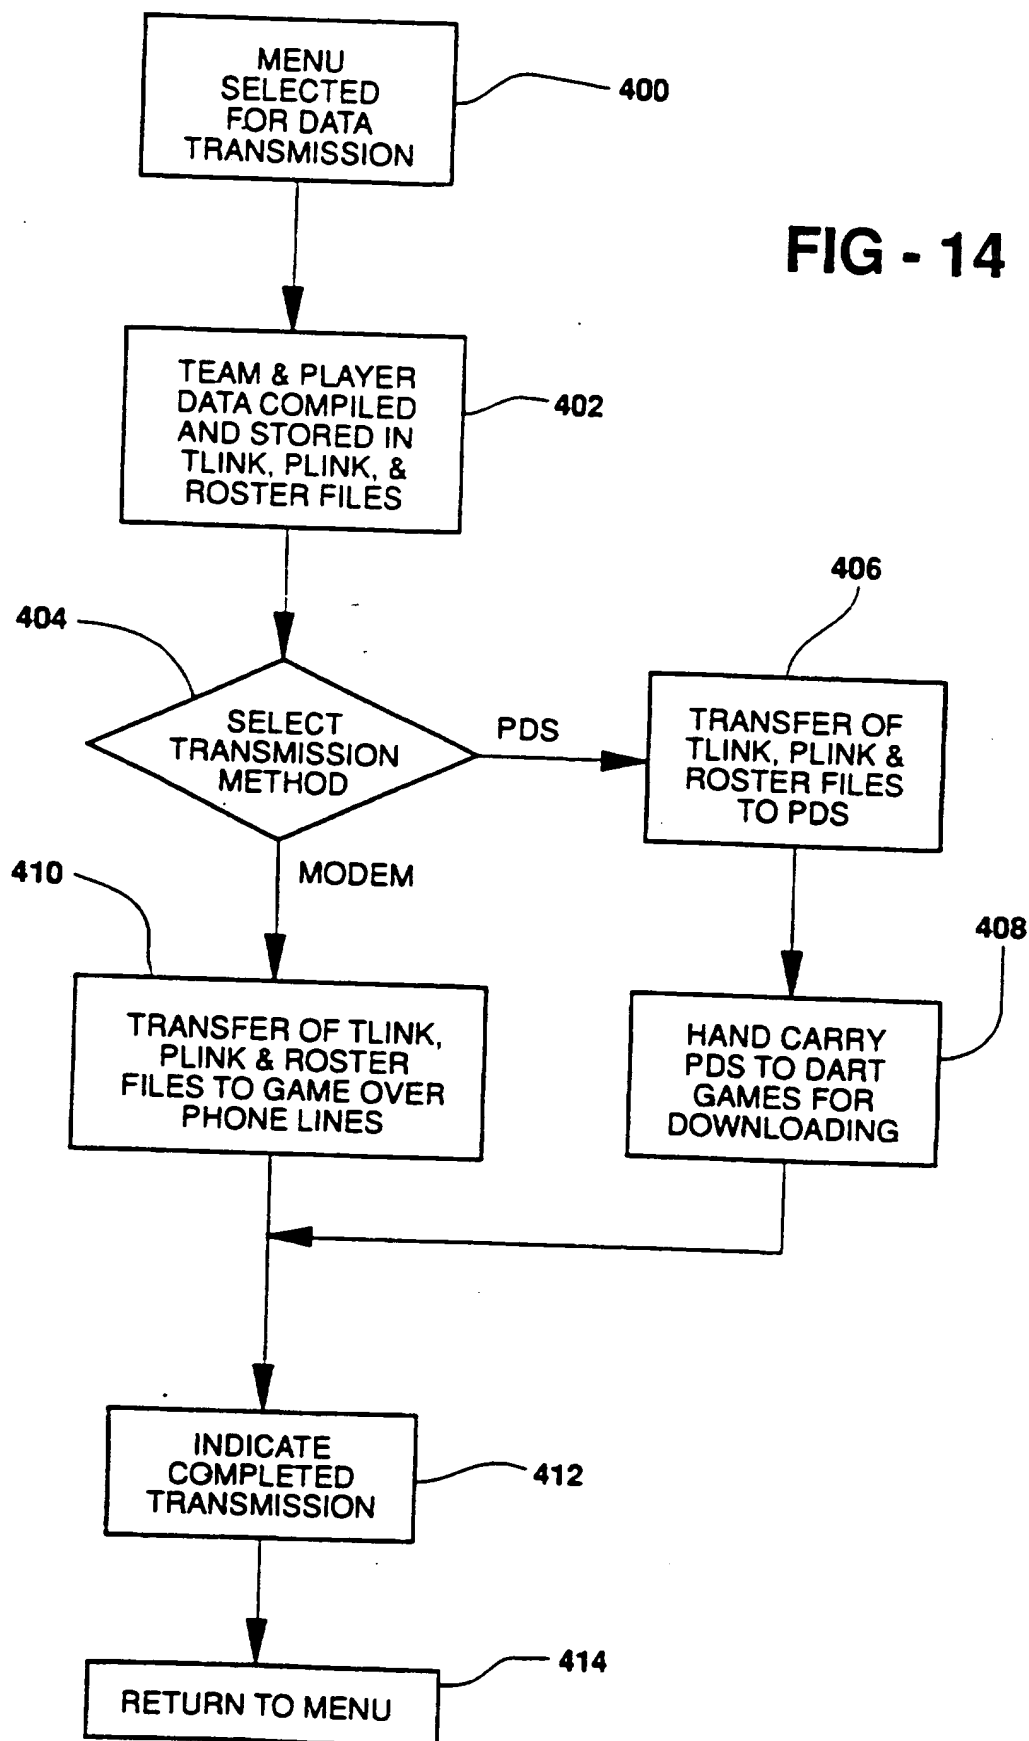 MENU
SELECTED
FOR DATA
TRANSMISSION
400
FIG - 14
TEAM & PLAYER
DATA COMPILED
AND STORED IN
TLINK, PLINK, &
ROSTER FILES
402
404
SELECT
TRANSMISSION
METHOD
PDS
406
TRANSFER OF
TLINK, PLINK &
ROSTER FILES
TO PDS
MODEM
410
408
TRANSFER OF TLINK,
PLINK & ROSTER
FILES TO GAME OVER
PHONE LINES
HAND CARRY
PDS TO DART
GAMES FOR
DOWNLOADING
INDICATE
COMPLETED
TRANSMISSION
412
RETURN TO MENU
414